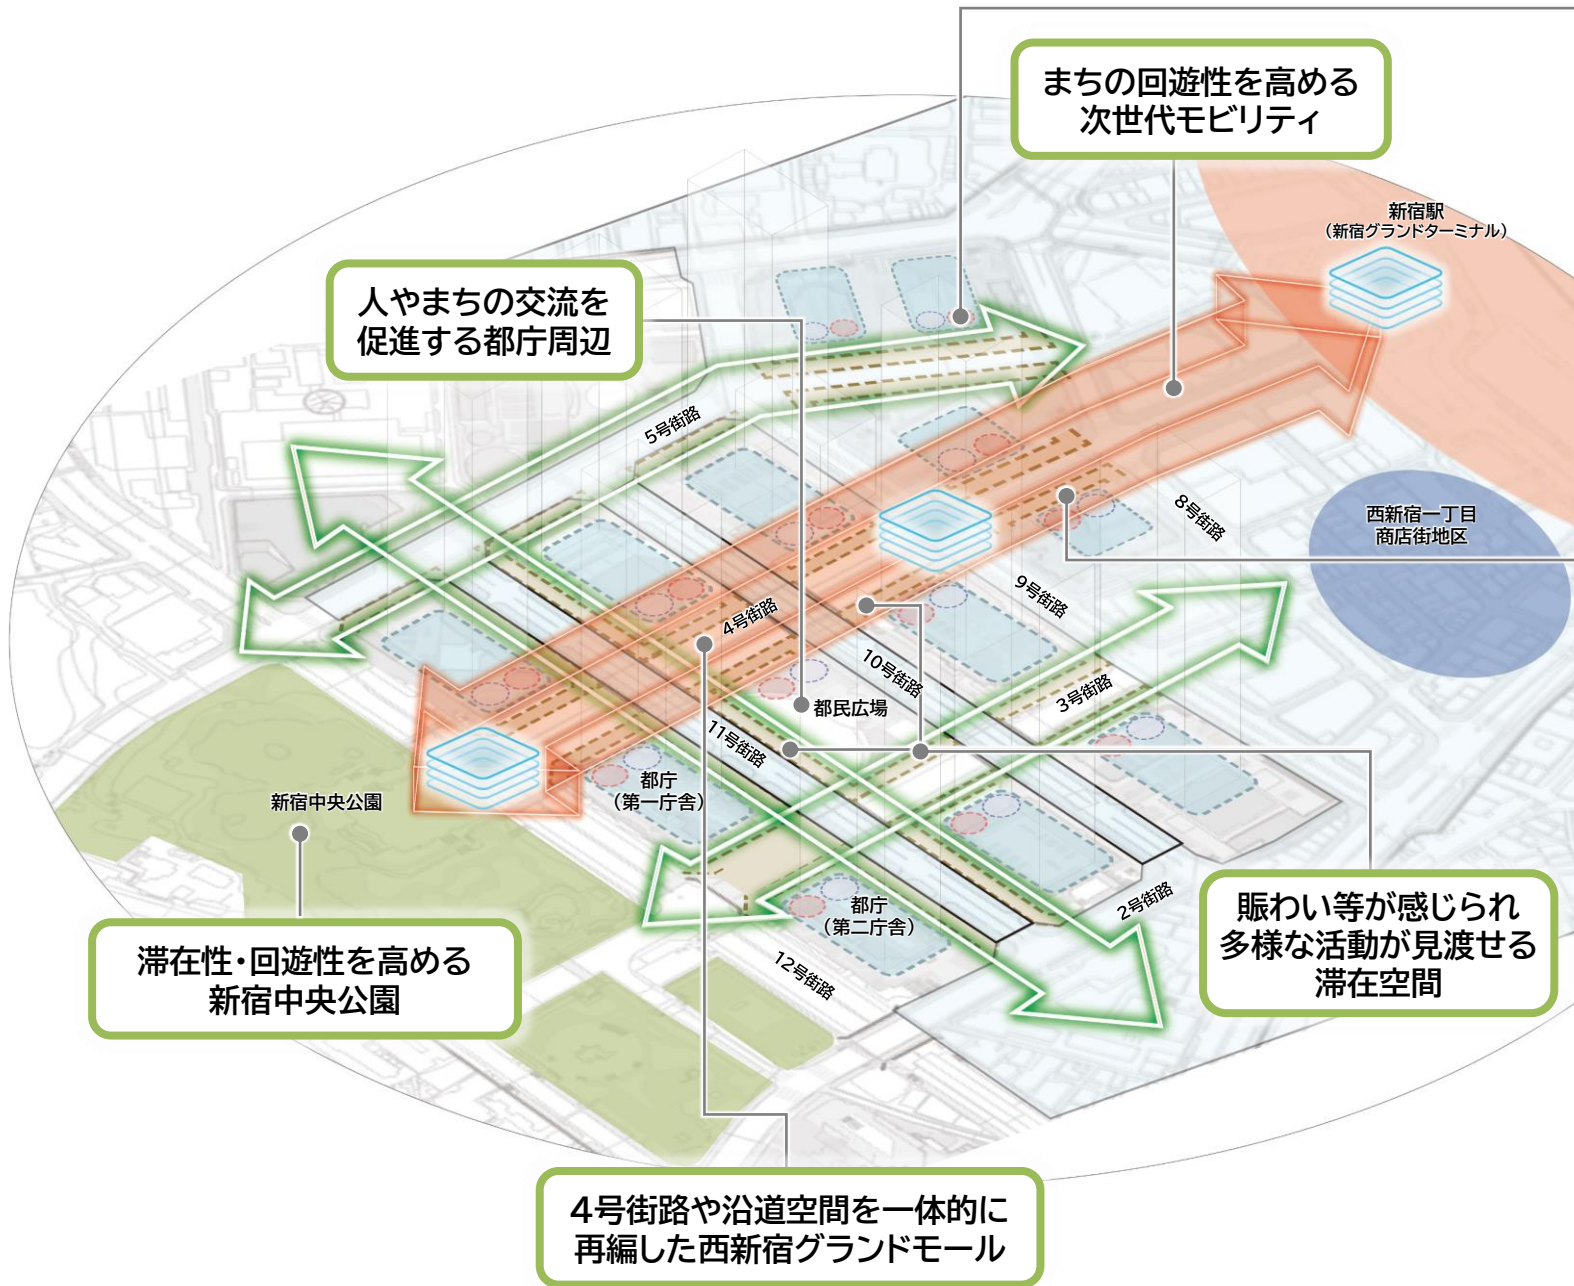 まちの回遊性を高める
次世代モビリティ
新宿駅
（新宿グランドターミナル）
人やまちの交流を
促進する都庁周辺
5号街路
8号街路
西新宿一丁目
商店街地区
9号街路
4号街路
10号街路
3号街路
都民広場
11号街路
都庁
（第一庁舎）
新宿中央公園
2号街路
都庁
（第二庁舎）
12号街路
賑わい等が感じられ
多様な活動が見渡せる
滞在空間
滞在性・回遊性を高める
新宿中央公園
4号街路や沿道空間を一体的に
再編した西新宿グランドモール